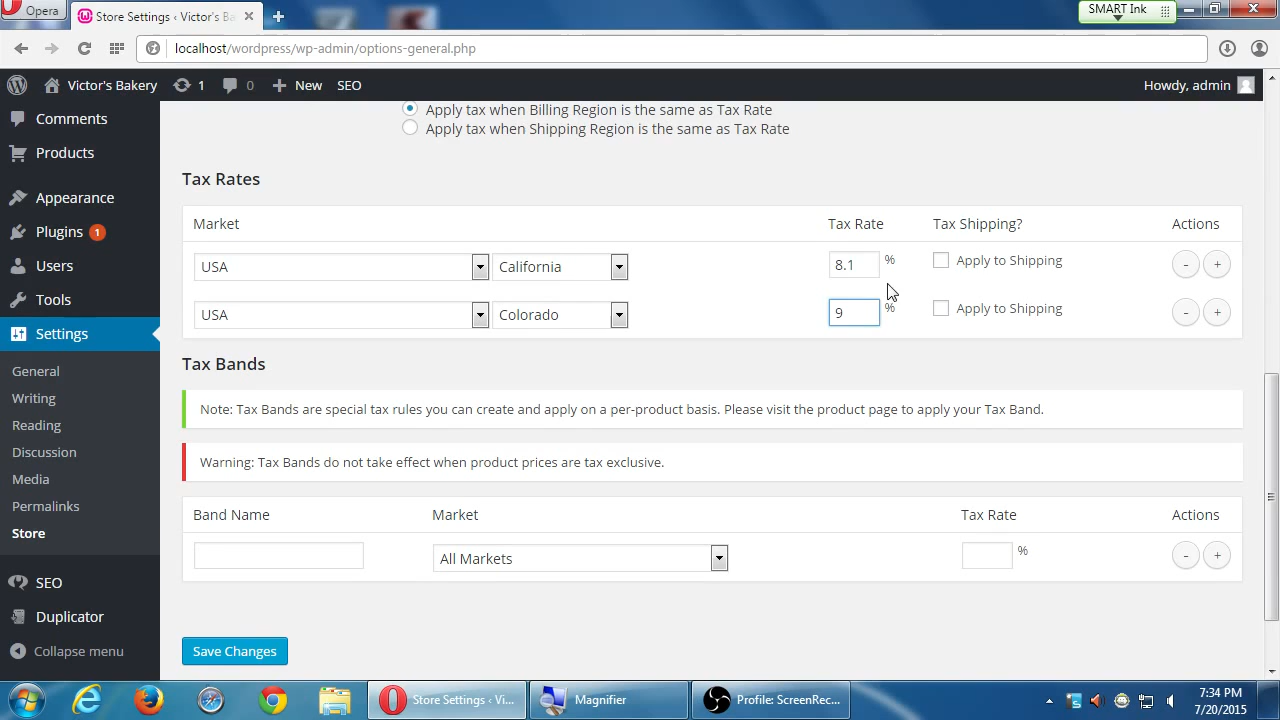 Opera
Store Settings ‹ Victor's Ba
SMART Ink
localhost/wordpress/wp-admin/options-general.php
Victor's Bakery
1
0
New
SEO
Howdy, admin
Comments
Products
Appearance
Plugins 1
Users
Tools
Settings
General
Writing
Reading
Discussion
Media
Permalinks
Store
SEO
Duplicator
Collapse menu
Apply tax when Billing Region is the same as Tax Rate
Apply tax when Shipping Region is the same as Tax Rate
Tax Rates
Market Tax Rate Tax Shipping? Actions
USA California 8.1 % Apply to Shipping - +
USA Colorado 9 % Apply to Shipping - +
Tax Bands
Note: Tax Bands are special tax rules you can create and apply on a per-product basis. Please visit the product page to apply your Tax Band.
Warning: Tax Bands do not take effect when product prices are tax exclusive.
Band Name Market Tax Rate Actions
All Markets % - +
Save Changes
Store Settings ‹ Vi...
Magnifier
Profile: ScreenRec...
7:34 PM
7/20/2015